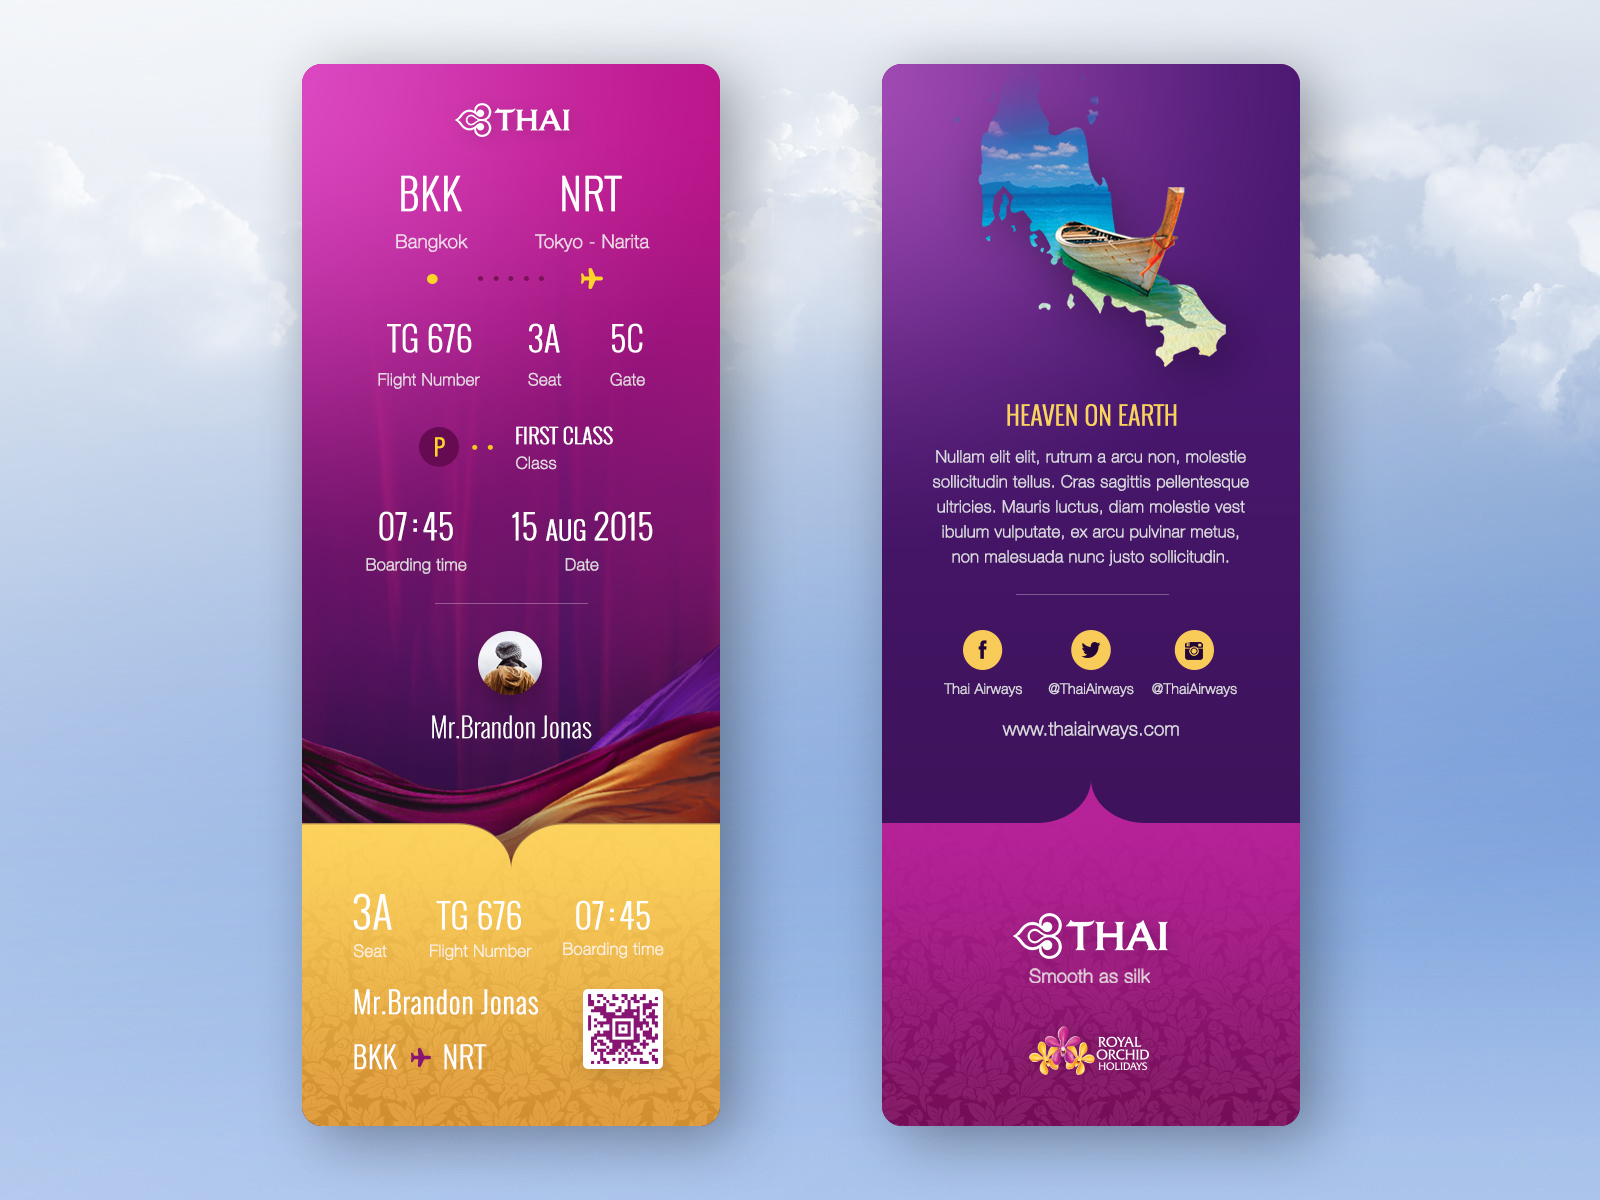 THAI
BKK NRT
Bangkok Tokyo - Narita
TG 676 3A 5C
Flight Number Seat Gate
P FIRST CLASS
Class
07:45 15 AUG 2015
Boarding time Date
Mr.Brandon Jonas
3A TG 676 07:45
Seat Flight Number Boarding time
Mr.Brandon Jonas
BKK NRT
HEAVEN ON EARTH
Nullam elit elit, rutrum a arcu non, molestie
sollicitudin tellus. Cras sagittis pellentesque
ultricies. Mauris luctus, diam molestie vest
ibulum vulputate, ex arcu pulvinar metus,
non malesuada nunc justo sollicitudin.
f
Thai Airways @ThaiAirways @ThaiAirways
www.thaiairways.com
THAI
Smooth as silk
ROYAL
ORCHID
HOLIDAYS